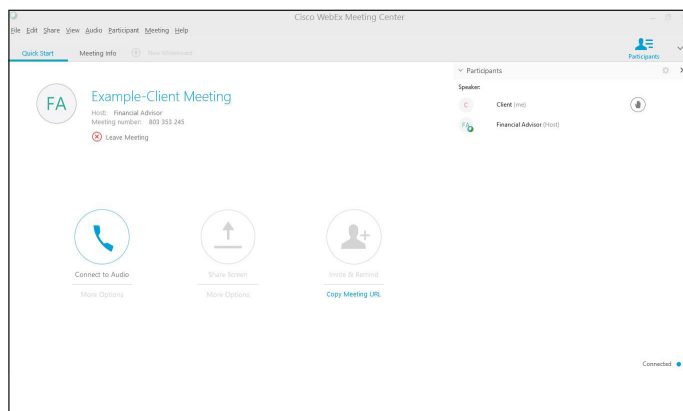 Cisco WebEx Meeting Center
File Edit Share View Audio Participant Meeting Help
Quick Start Meeting Info New Whiteboard
Participants
Participants
Speaker:
FA
Example-Client Meeting
Host: Financial Advisor
Meeting number: 803 353 245
Leave Meeting
C Client (me)
FA Financial Advisor (Host)
Connect to Audio
More Options
Share Screen
More Options
Invite & Remind
Copy Meeting URL
Connected